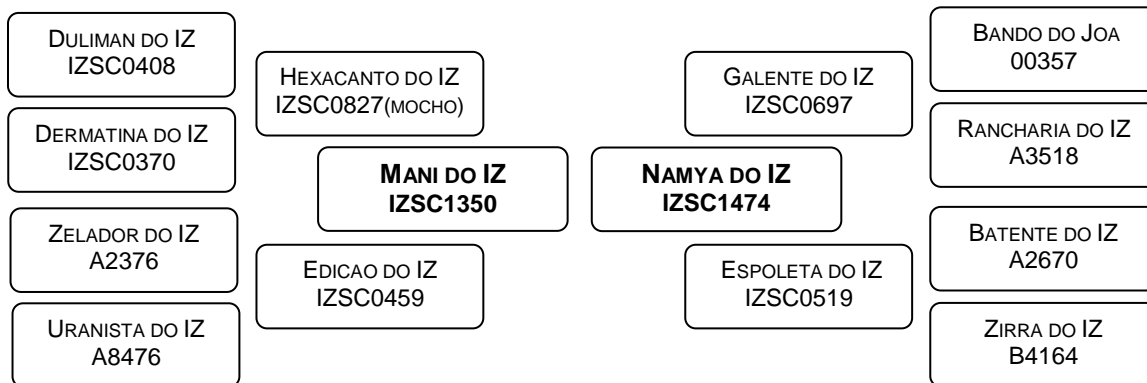 DULIMAN DO IZ
IZSC0408
HEXACANTO DO IZ
IZSC0827(MOCHO)
DERMATINA DO IZ
IZSC0370
MANI DO IZ
IZSC1350
ZELADOR DO IZ
A2376
EDICAO DO IZ
IZSC0459
URANISTA DO IZ
A8476
BANDO DO JOA
00357
GALENTE DO IZ
IZSC0697
RANCHARIA DO IZ
A3518
NAMYA DO IZ
IZSC1474
BATENTE DO IZ
A2670
ESPOLETA DO IZ
IZSC0519
ZIRRA DO IZ
B4164